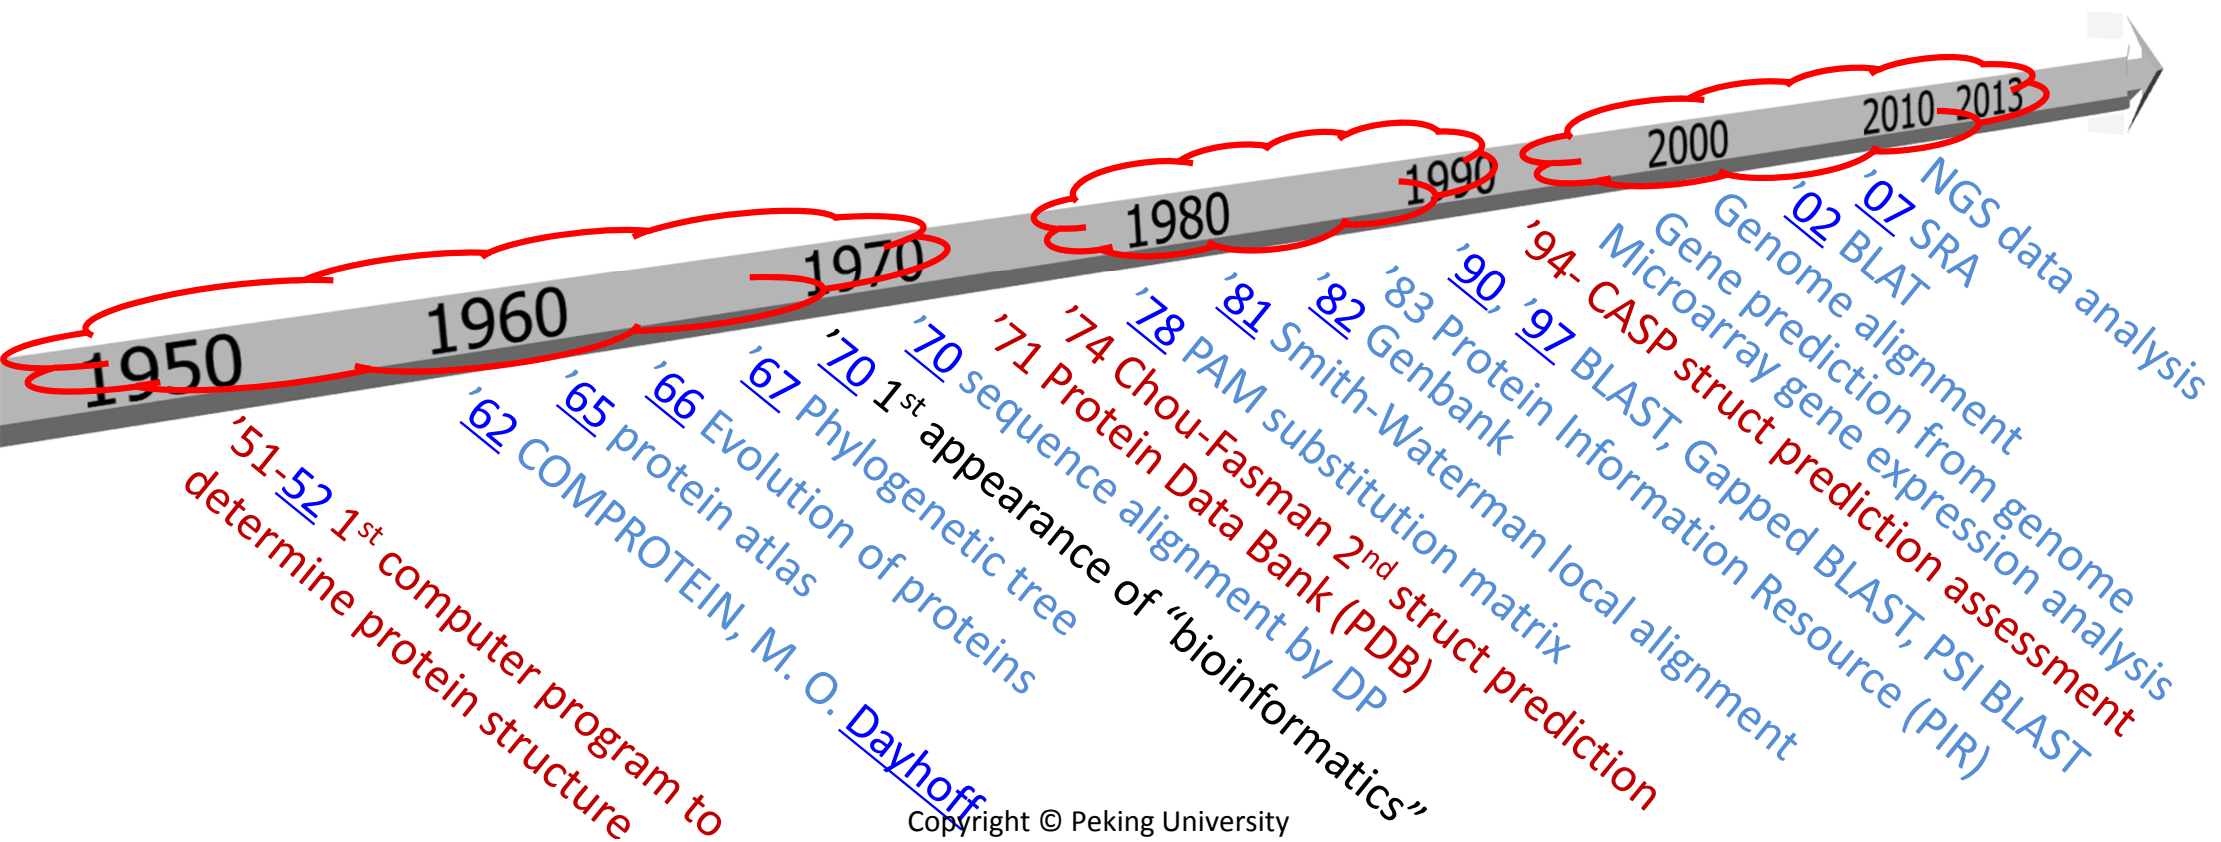 1950
1960
1970
1980
1990
2000
2010
2013
’51-52 1st computer program to
determine protein structure
’62 COMPROTEIN, M. O. Dayhoff
’65 protein atlas
’66 Evolution of proteins
’67 Phylogenetic tree
’70 1st appearance of “bioinformatics”
’70 sequence alignment by DP
’71 Protein Data Bank (PDB)
’74 Chou-Fasman 2nd struct prediction
’78 PAM substitution matrix
’81 Smith-Waterman local alignment
’82 Genbank
’83 Protein Information Resource (PIR)
’90, ’97 BLAST, Gapped BLAST, PSI BLAST
’94- CASP struct prediction assessment
Microarray gene expression analysis
Gene prediction from genome
Genome alignment
’02 BLAT
’07 SRA
NGS data analysis
Copyright © Peking University